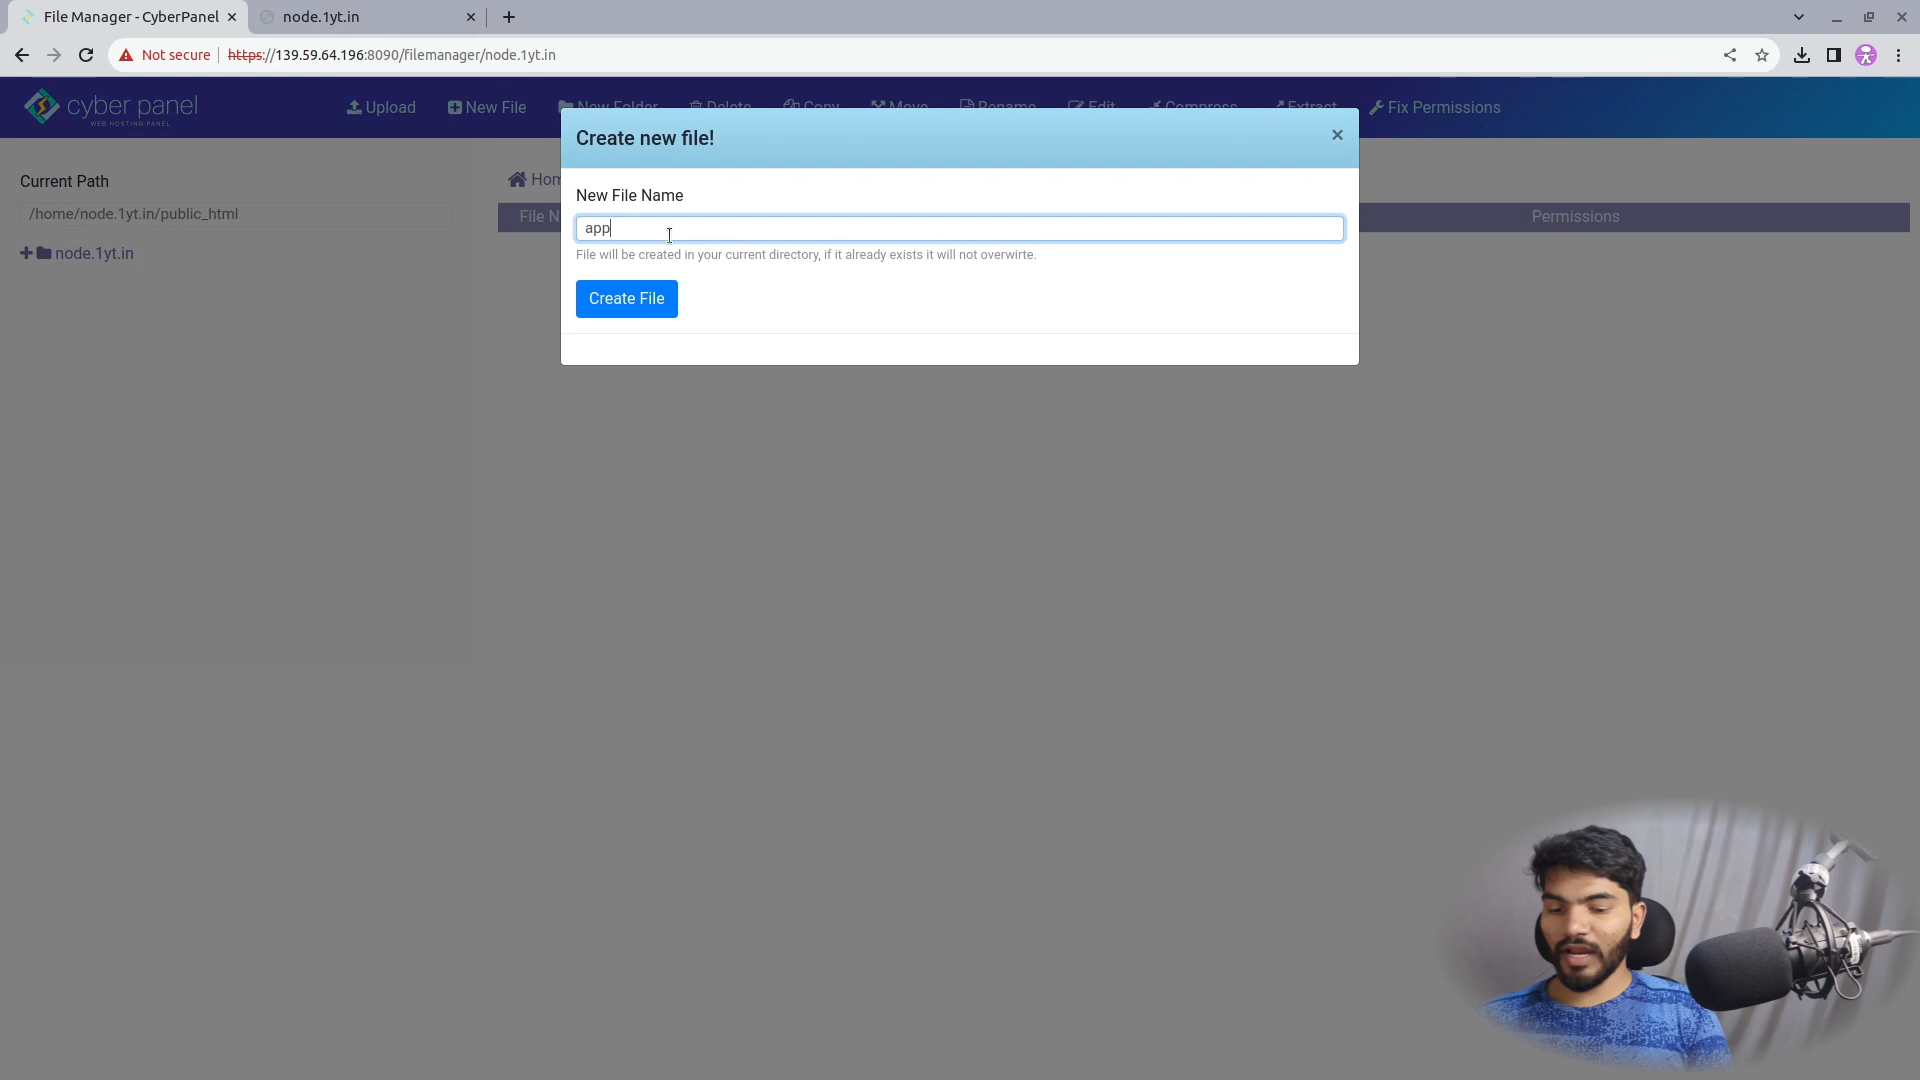 File Manager - CyberPanel
node.1yt.in
Not secure
https://139.59.64.196:8090/filemanager/node.1yt.in
cyber panel
WEB HOSTING PANEL
Upload
New File
New Folder
Delete
Copy
Move
Rename
Edit
Compress
Extract
Fix Permissions
Create new file!
×
Current Path
/home/node.1yt.in/public_html
node.1yt.in
Hom
File N
Permissions
New File Name
app
File will be created in your current directory, if it already exists it will not overwirte.
Create File